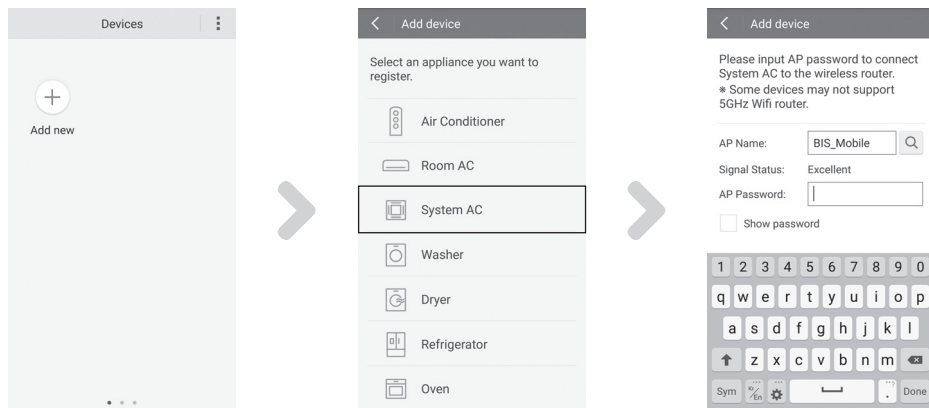 Devices
Add new
Add device
Select an appliance you want to
register.
Air Conditioner
Room AC
System AC
Washer
Dryer
Refrigerator
Oven
Add device
Please input AP password to connect
System AC to the wireless router.
* Some devices may not support
5GHz Wifi router.
AP Name: BIS_Mobile
Signal Status: Excellent
AP Password:
Show password
1 2 3 4 5 6 7 8 9 0
q w e r t y u i o p
a s d f g h j k l
z x c v b n m
Sym Kr/En . Done